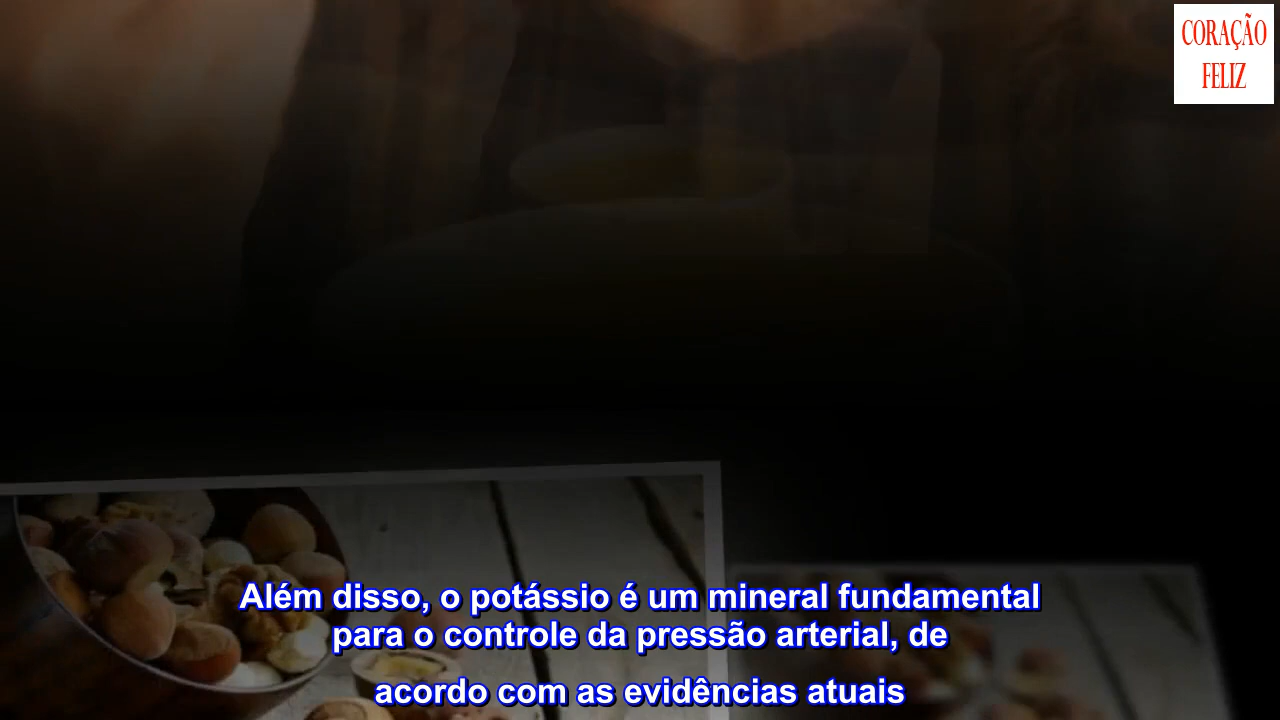 CORAÇÃO
FELIZ
Além disso, o potássio é um mineral fundamental
para o controle da pressão arterial, de
acordo com as evidências atuais